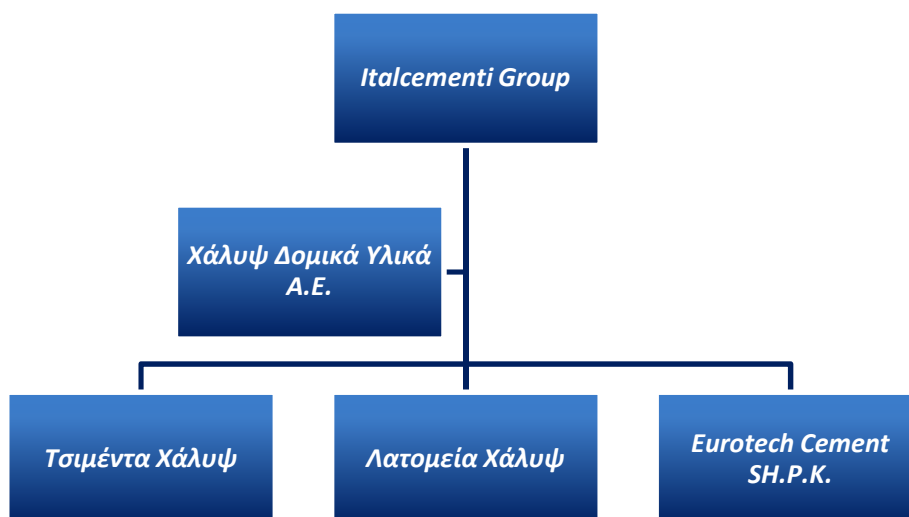 Italcementi Group
Χάλυψ Δομικά Υλικά
Α.Ε.
Τσιμέντα Χάλυψ
Λατομεία Χάλυψ
Eurotech Cement
SH.P.K.